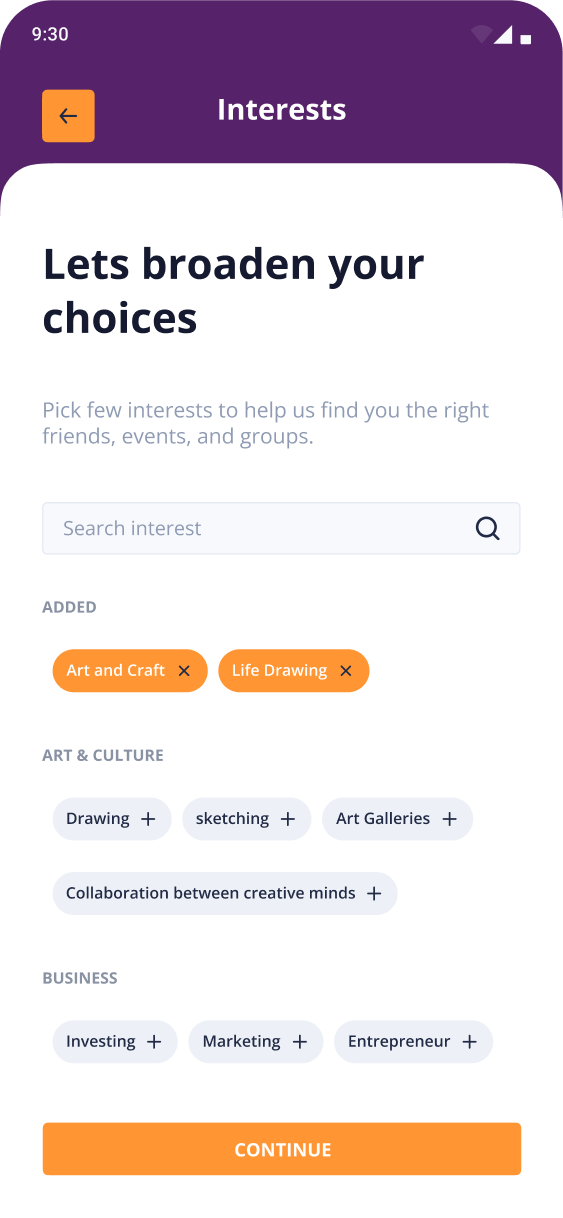 9:30
Interests
Lets broaden your
choices
Pick few interests to help us find you the right
friends, events, and groups.
Search interest
ADDED
Art and Craft
Life Drawing
ART & CULTURE
Drawing
sketching
Art Galleries
Collaboration between creative minds
BUSINESS
Investing
Marketing
Entrepreneur
CONTINUE